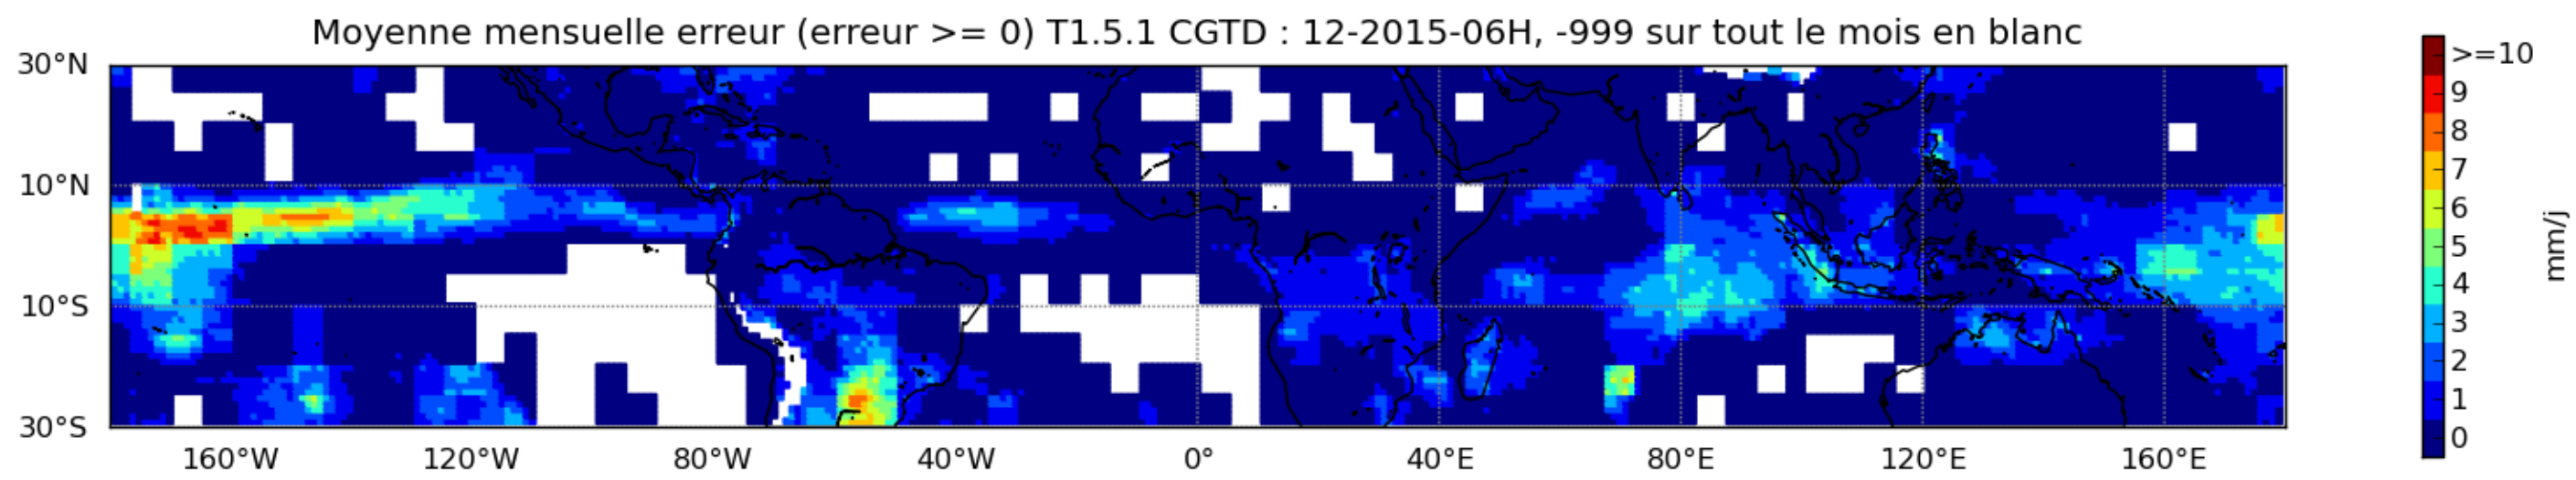 Moyenne mensuelle erreur (erreur >= 0) T1.5.1 CGTD : 12-2015-06H, -999 sur tout le mois en blanc
30°N
10°N
10°S
30°S
160°W 120°W 80°W 40°W 0° 40°E 80°E 120°E 160°E
>=10
9
8
7
6
5
4
3
2
1
0
mm/j